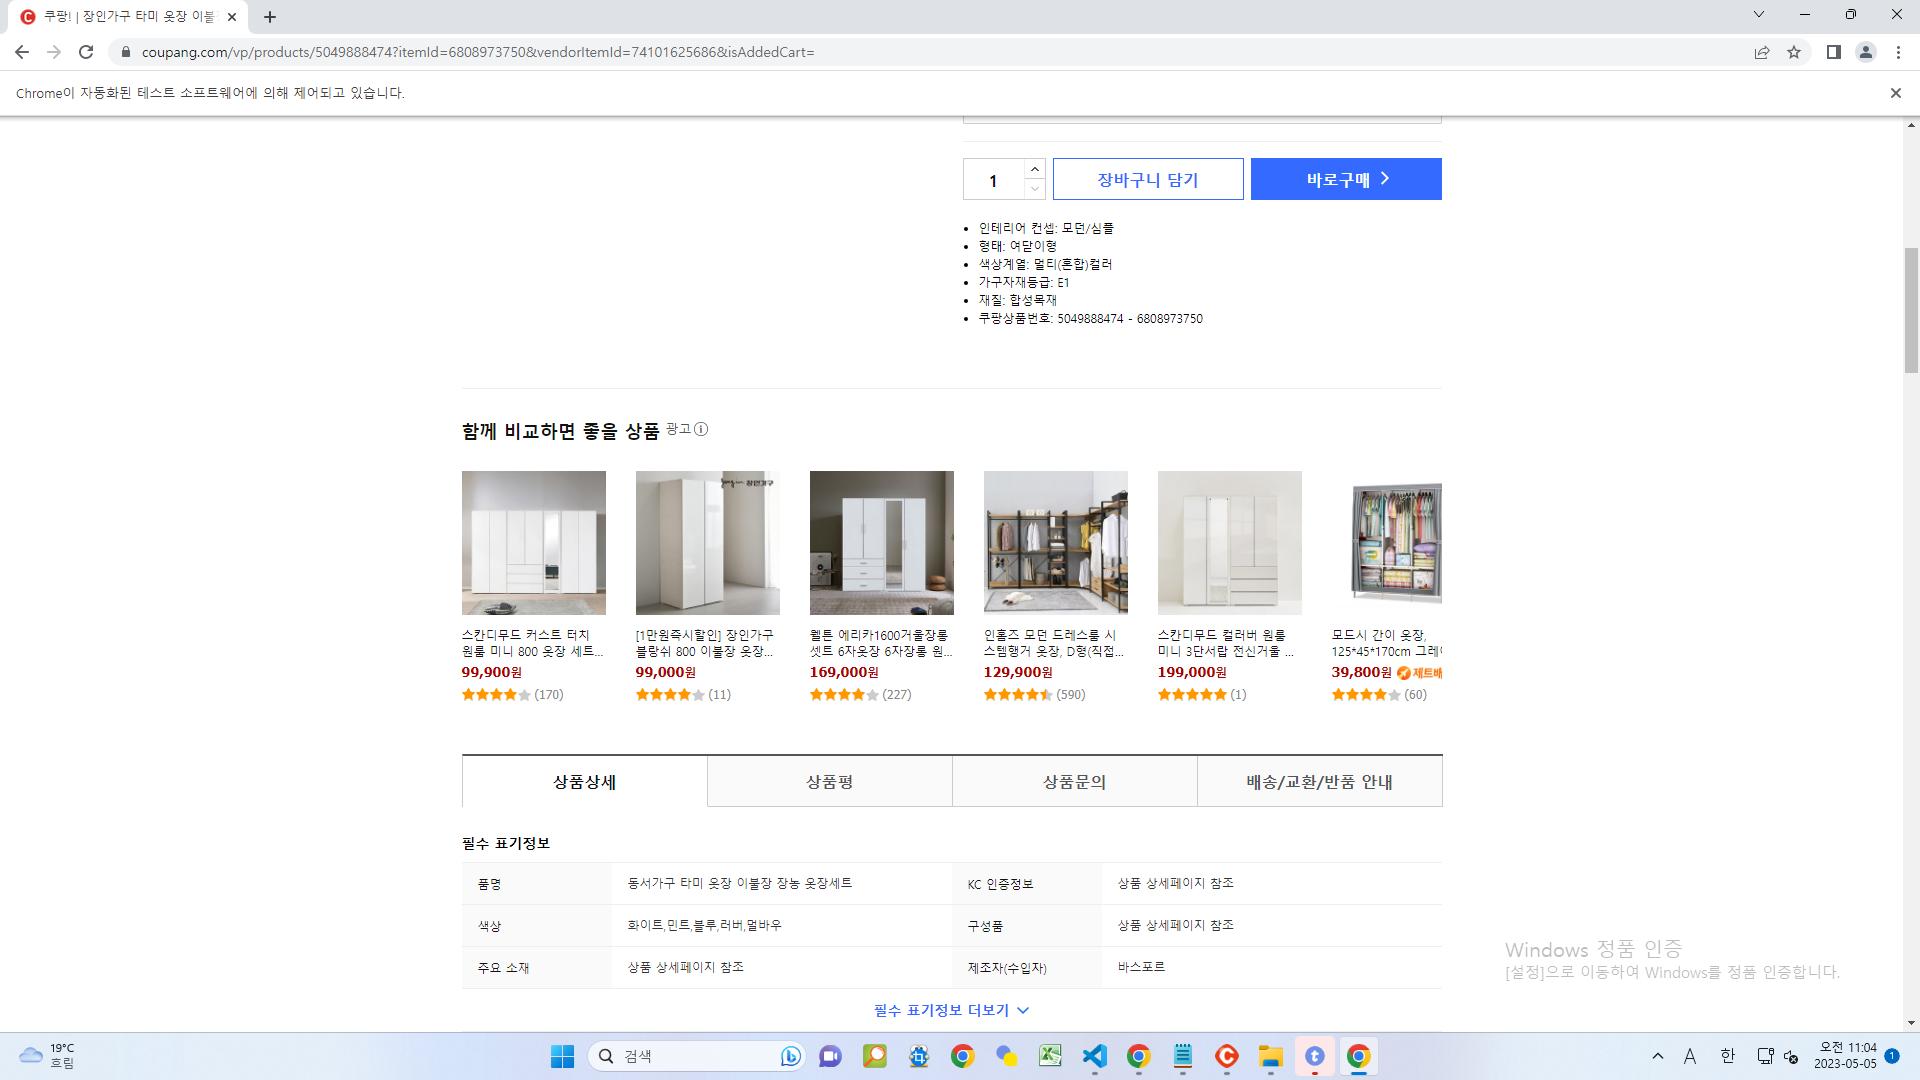 쿠팡! | 장인가구 타미 옷장 이불
coupang.com/vp/products/5049888474?itemId=6808973750&vendorItemId=74101625686&isAddedCart=
Chrome이 자동화된 테스트 소프트웨어에 의해 제어되고 있습니다.
1
장바구니 담기
바로구매
인테리어 컨셉: 모던/심플
형태: 여닫이형
색상계열: 멀티(혼합)컬러
가구자재등급: E1
재질: 합성목재
쿠팡상품번호: 5049888474 - 6808973750
함께 비교하면 좋을 상품 광고
장인가구
스칸디무드 커스트 터치
원룸 미니 800 옷장 세트...
99,900원
(170)
[1만원즉시할인] 장인가구
블랑쉬 800 이불장 옷장...
99,000원
(11)
웰튼 에리카1600거울장롱
셋트 6자옷장 6자장롱 원...
169,000원
(227)
인홈즈 모던 드레스룸 시
스템행거 옷장, D형(직접...
129,900원
(590)
스칸디무드 컬러버 원룸
미니 3단서랍 전신거울 ...
199,000원
(1)
모드시 간이 옷장,
125*45*170cm 그레이
39,800원 제트배
(60)
상품상세
상품평
상품문의
배송/교환/반품 안내
필수 표기정보
품명 동서가구 타미 옷장 이불장 장농 옷장세트 KC 인증정보 상품 상세페이지 참조
색상 화이트,민트,블루,러버,멀바우 구성품 상품 상세페이지 참조
주요 소재 상품 상세페이지 참조 제조자(수입자) 바스포르
필수 표기정보 더보기
Windows 정품 인증
[설정]으로 이동하여 Windows를 정품 인증합니다.
19°C
흐림
검색
A
한
오전 11:04
2023-05-05
1